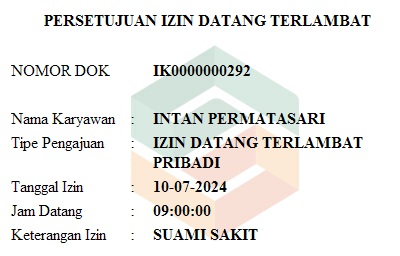 PERSETUJUAN IZIN DATANG TERLAMBAT
NOMOR DOK IK0000000292
Nama Karyawan : INTAN PERMATASARI
Tipe Pengajuan : IZIN DATANG TERLAMBAT
PRIBADI
Tanggal Izin : 10-07-2024
Jam Datang : 09:00:00
Keterangan Izin : SUAMI SAKIT